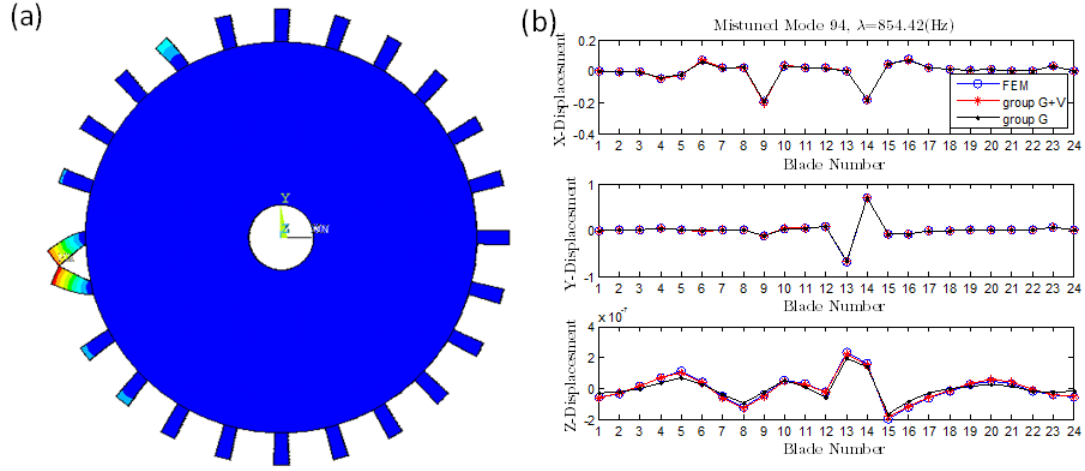 (a)
Y
Z
(b)
Mistuned Mode 94, λ=854.42(Hz)
X-Displacesment
0.2
0
-0.2
-0.4
FEM
group G+V
group G
1 2 3 4 5 6 7 8 9 10 11 12 13 14 15 16 17 18 19 20 21 22 23 24
Blade Number
Y-Displacesment
1
0
-1
1 2 3 4 5 6 7 8 9 10 11 12 13 14 15 16 17 18 19 20 21 22 23 24
Blade Number
Z-Displacesment
x 10⁻⁷
4
2
0
-2
1 2 3 4 5 6 7 8 9 10 11 12 13 14 15 16 17 18 19 20 21 22 23 24
Blade Number